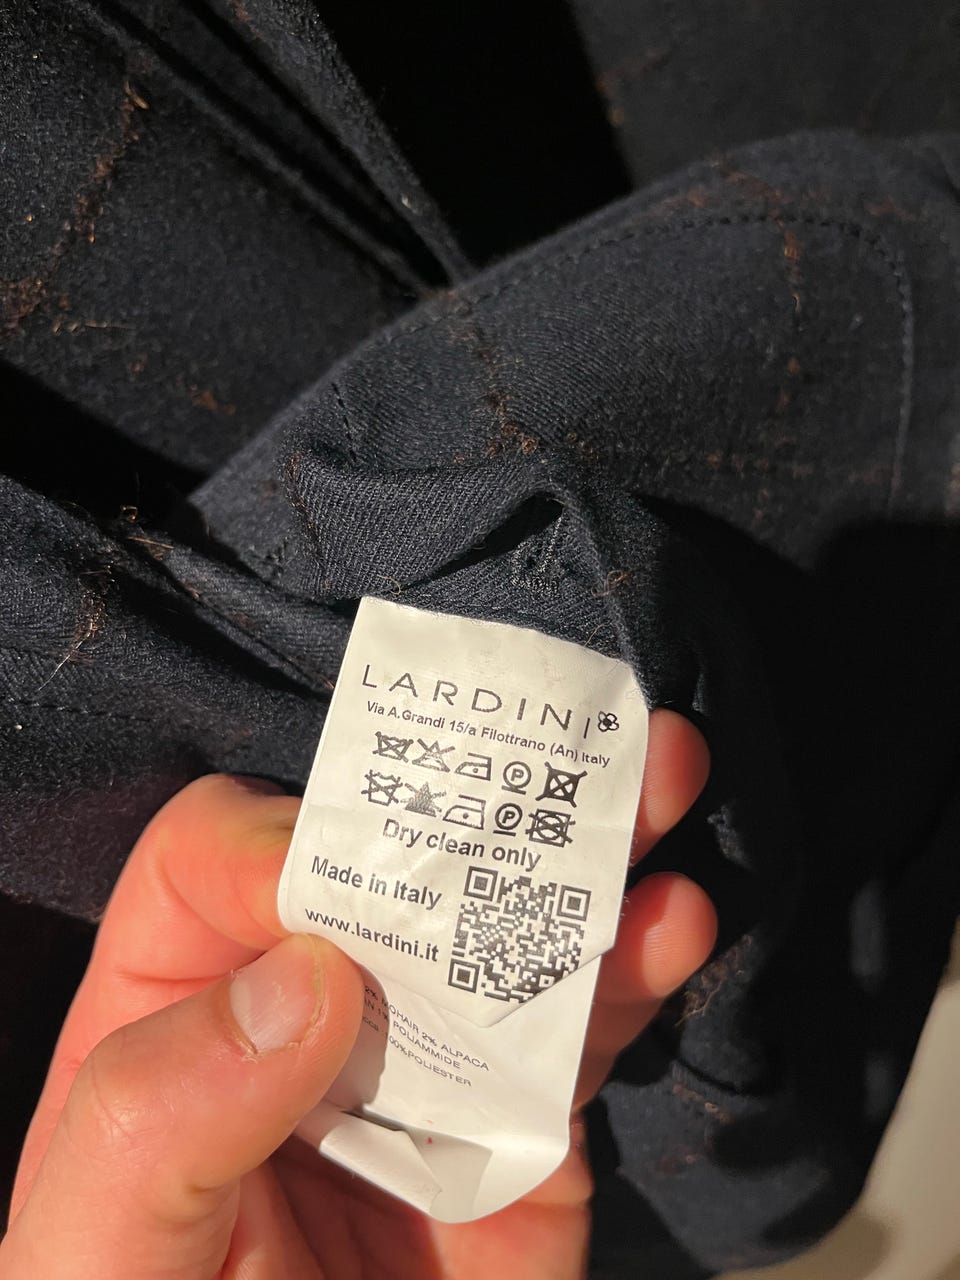 LARDINI
Via A.Grandi 15/a Filottrano (An) Italy
P
P
Dry clean only
Made in Italy
www.lardini.it
2% MOHAIR 2% ALPACA
1% POLIAMMIDE
100%POLIESTER